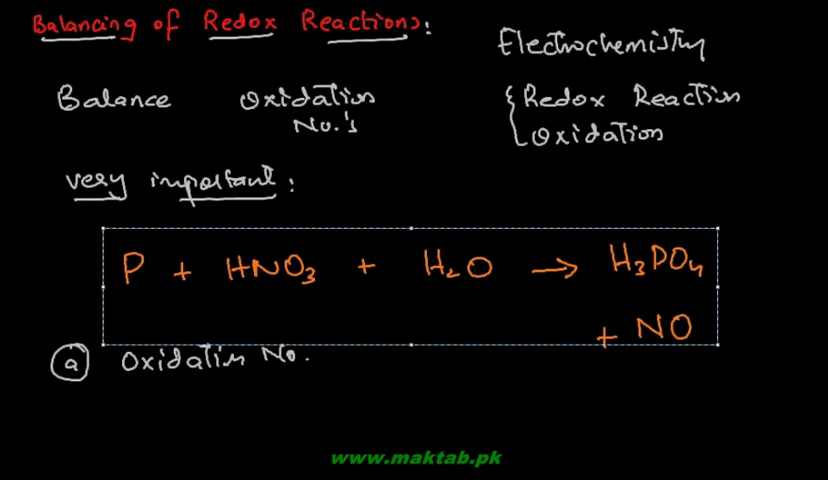 Balancing of Redox Reactions:
Electrochemistry
Balance Oxidation No.'s
{ Redox Reaction
Oxidation
very important:
P + HNO₃ + H₂O → H₃PO₄
+ NO
(a) Oxidation No.
www.maktab.pk